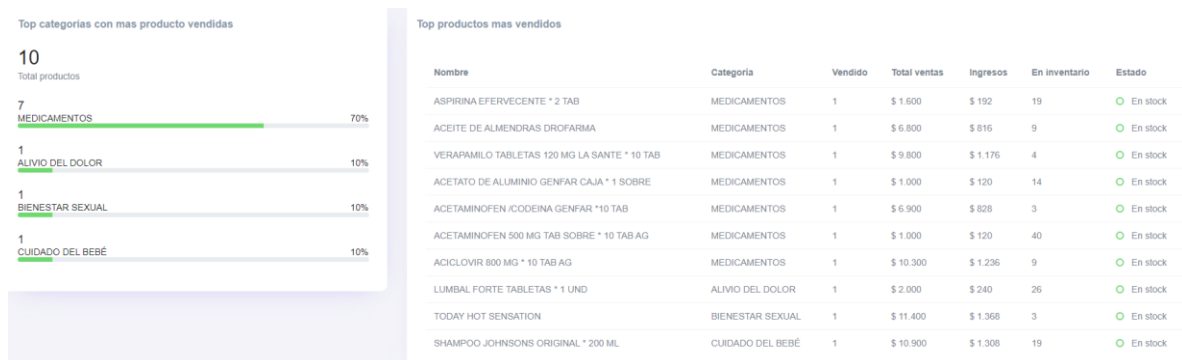 Top categorias con mas producto vendidas
10
Total productos
7
MEDICAMENTOS 70%
1
ALIVIO DEL DOLOR 10%
1
BIENESTAR SEXUAL 10%
1
CUIDADO DEL BEBÉ 10%
Top productos mas vendidos
Nombre Categoría Vendido Total ventas Ingresos En inventario Estado
ASPIRINA EFERVECENTE * 2 TAB MEDICAMENTOS 1 $ 1.600 $ 192 19 En stock
ACEITE DE ALMENDRAS DROFARMA MEDICAMENTOS 1 $ 6.800 $ 816 9 En stock
VERAPAMILO TABLETAS 120 MG LA SANTE * 10 TAB MEDICAMENTOS 1 $ 9.800 $ 1.176 4 En stock
ACETATO DE ALUMINIO GENFAR CAJA * 1 SOBRE MEDICAMENTOS 1 $ 1.000 $ 120 14 En stock
ACETAMINOFEN /CODEINA GENFAR *10 TAB MEDICAMENTOS 1 $ 6.900 $ 828 3 En stock
ACETAMINOFEN 500 MG TAB SOBRE * 10 TAB AG MEDICAMENTOS 1 $ 1.000 $ 120 40 En stock
ACICLOVIR 800 MG * 10 TAB AG MEDICAMENTOS 1 $ 10.300 $ 1.236 9 En stock
LUMBAL FORTE TABLETAS * 1 UND ALIVIO DEL DOLOR 1 $ 2.000 $ 240 26 En stock
TODAY HOT SENSATION BIENESTAR SEXUAL 1 $ 11.400 $ 1.368 3 En stock
SHAMPOO JOHNSONS ORIGINAL * 200 ML CUIDADO DEL BEBÉ 1 $ 10.900 $ 1.308 19 En stock